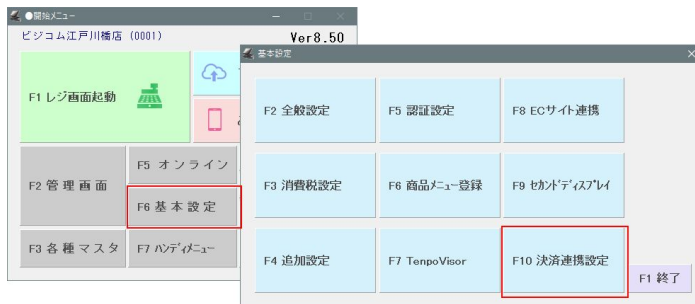 ●開始メニュー
ビジコム江戸川橋店 (0001)
Ver8.50
F1 レジ画面起動
F2 管理画面
F5 オンライン
F6 基本設定
F3 各種マスタ
F7 ハンディメニュー
基本設定
F2 全般設定
F5 認証設定
F8 ECサイト連携
F3 消費税設定
F6 商品メニュー登録
F9 セカンドディスプレイ
F4 追加設定
F7 TenpoVisor
F10 決済連携設定
F1 終了